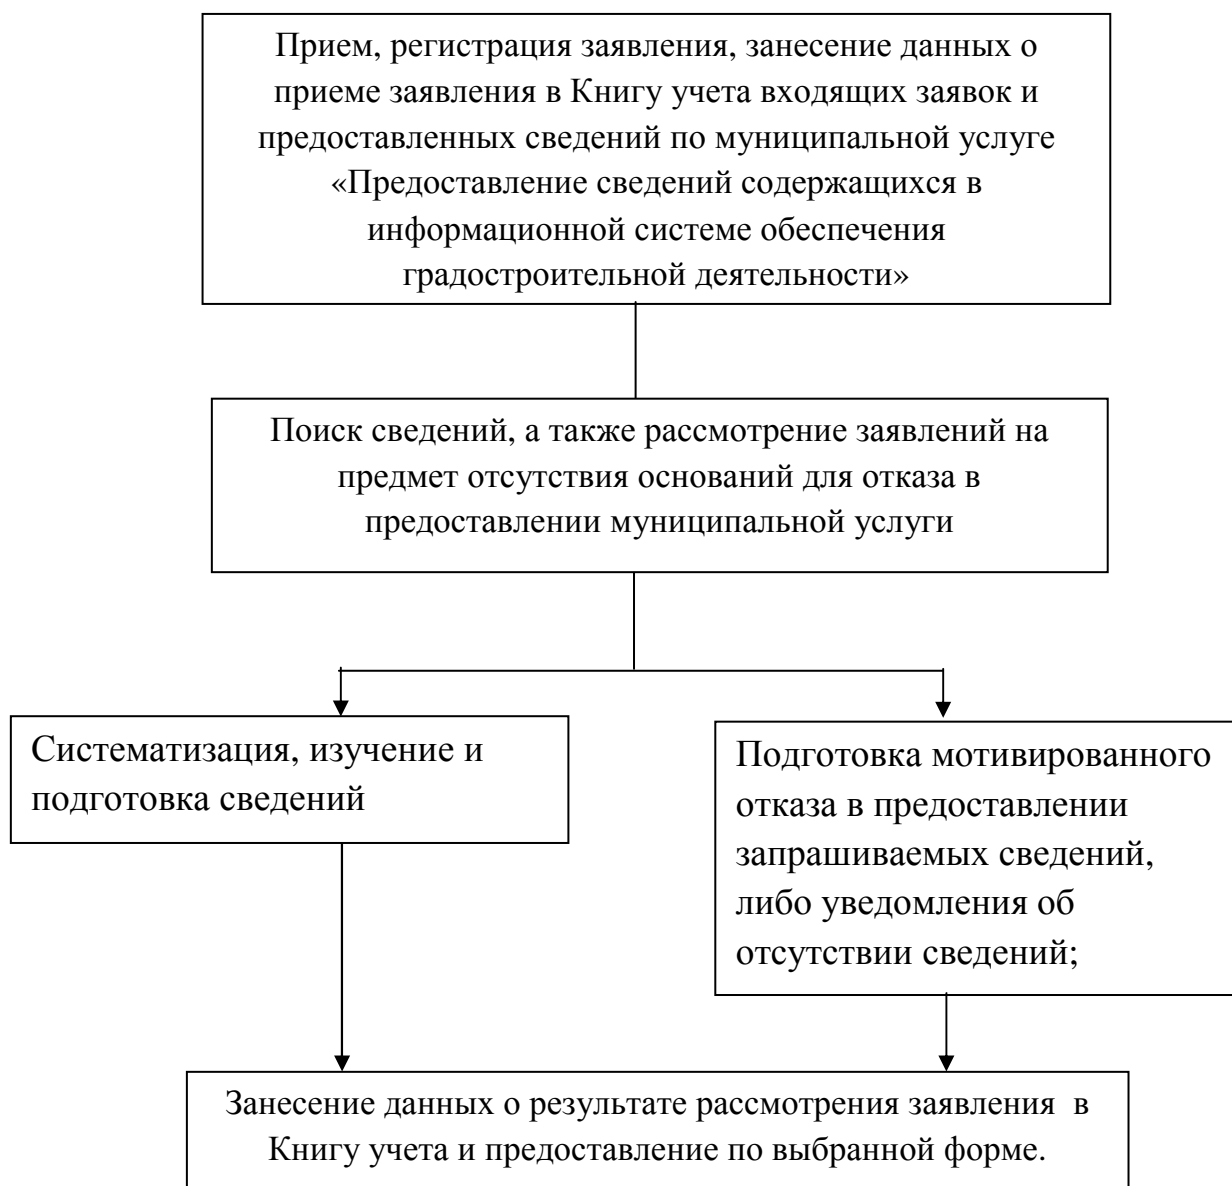 Прием, регистрация заявления, занесение данных о
приеме заявления в Книгу учета входящих заявок и
предоставленных сведений по муниципальной услуге
«Предоставление сведений содержащихся в
информационной системе обеспечения
градостроительной деятельности»
Поиск сведений, а также рассмотрение заявлений на
предмет отсутствия оснований для отказа в
предоставлении муниципальной услуги
Систематизация, изучение и
подготовка сведений
Подготовка мотивированного
отказа в предоставлении
запрашиваемых сведений,
либо уведомления об
отсутствии сведений;
Занесение данных о результате рассмотрения заявления в
Книгу учета и предоставление по выбранной форме.